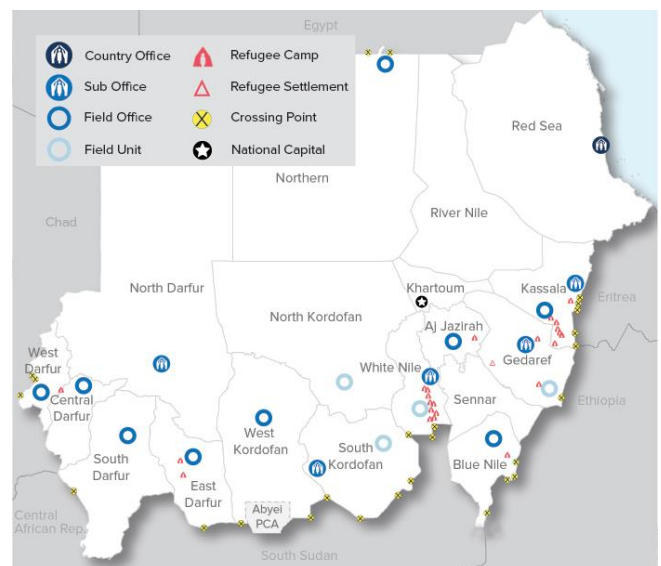 Egypt
Country Office
Refugee Camp
Sub Office
Refugee Settlement
Field Office
Crossing Point
Field Unit
National Capital
Red Sea
Northern
River Nile
Chad
North Darfur
Khartoum
Kassala
Eritrea
North Kordofan
Aj Jazirah
West
Darfur
White Nile
Gedaref
Central
Darfur
Sennar
Ethiopia
West
Kordofan
South
Kordofan
South
Darfur
East
Darfur
Blue Nile
Abyei
PCA
Central
African Rep.
South Sudan